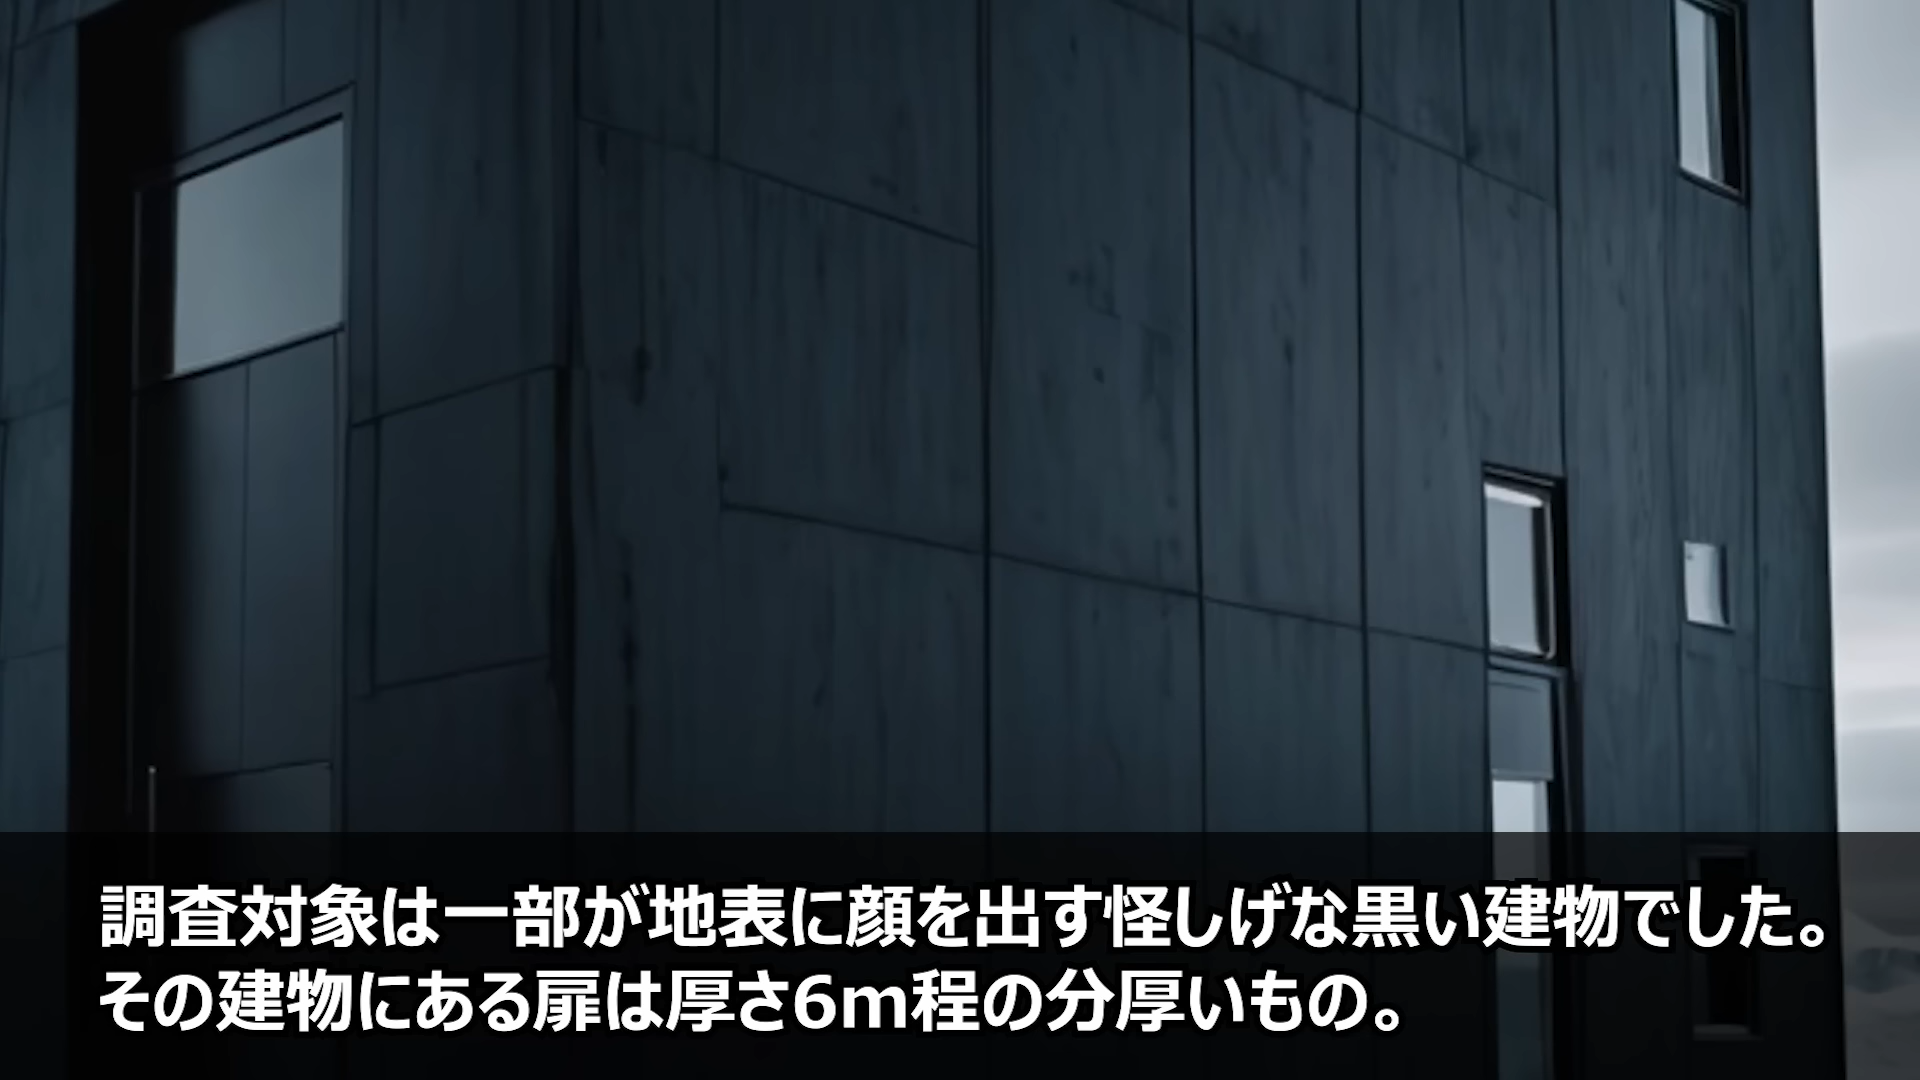 調査対象は一部が地表に顔を出す怪しげな黒い建物でした。
その建物にある扉は厚さ6m程の分厚いもの。